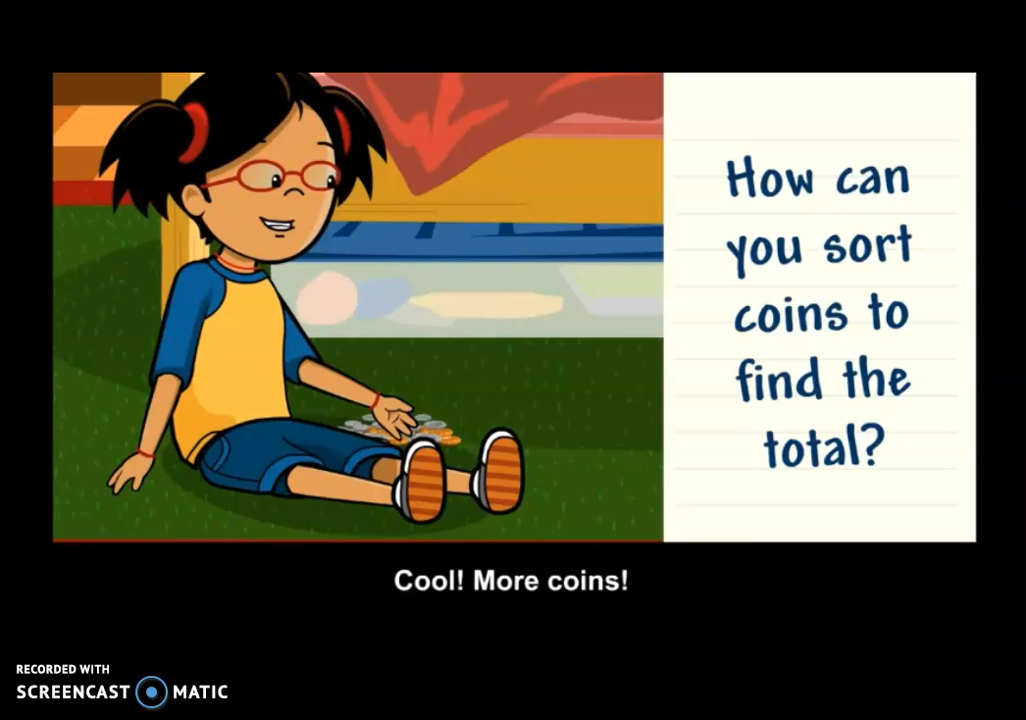 How can
you sort
coins to
find the
total?
Cool! More coins!
RECORDED WITH
SCREENCAST MATIC